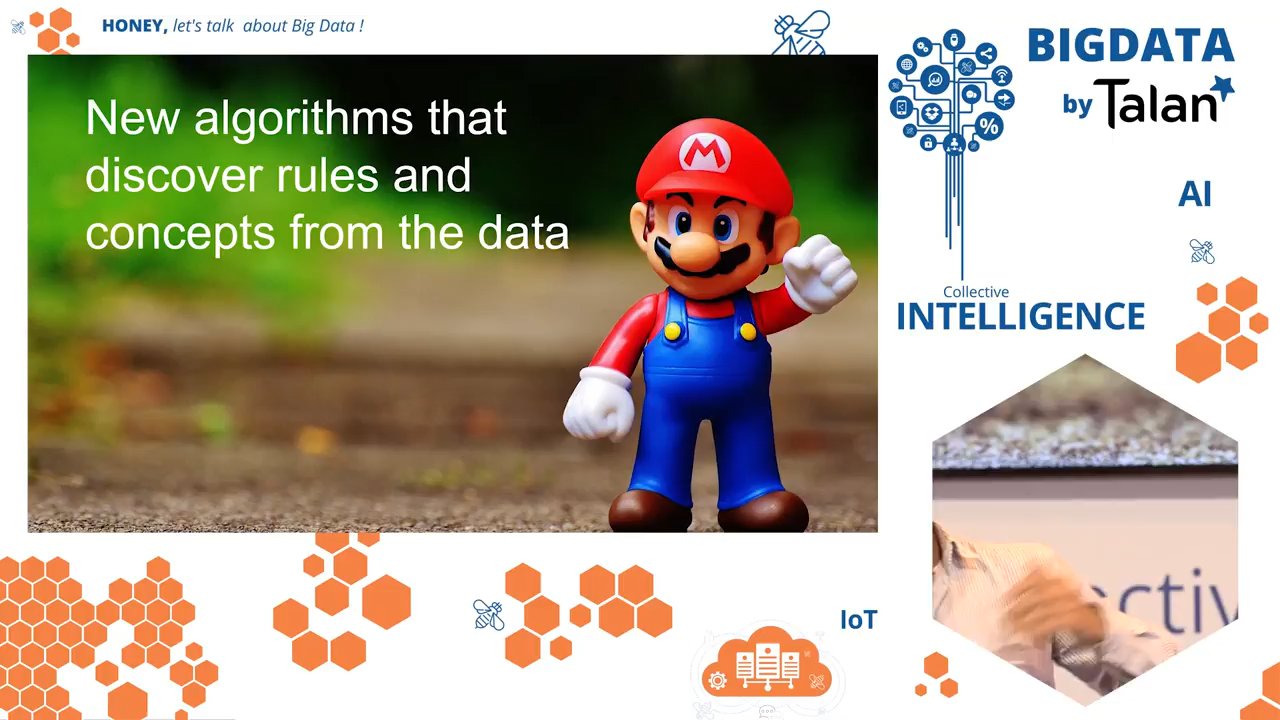 HONEY, let's talk about Big Data !
New algorithms that
discover rules and
concepts from the data
M
BIGDATA
by Talan
%
AI
Collective
INTELLIGENCE
ectiv
IoT